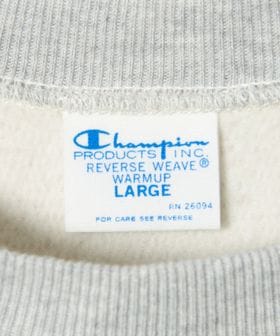 Champion
PRODUCTS INC.
REVERSE WEAVE®
WARMUP
LARGE
RN 26094
FOR CARE SEE REVERSE